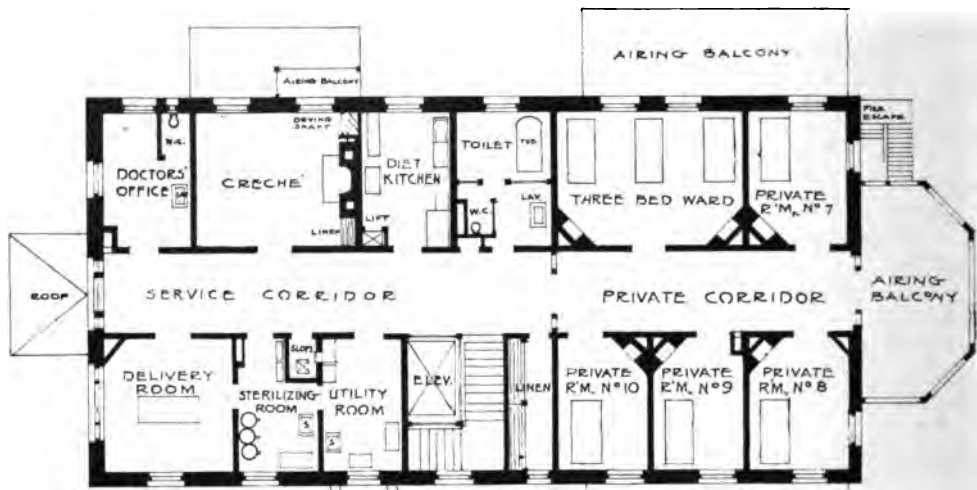 AIRING BALCONY.
AIRING BALCONY
FIRE
ESCAPE
DRYING
SHAFT
W.C.
DOCTORS'
OFFICE
CRECHE
LIFT
LINEN
DIET
KITCHEN
TOILET
TUB
W.C.
LAV.
THREE BED WARD
PRIVATE
R'M. No 7
ROOF
SERVICE CORRIDOR
PRIVATE CORRIDOR
AIRING
BALCONY
DELIVERY
ROOM
SLOPS
STERILIZING
ROOM
S
UTILITY
ROOM
S
ELEV.
LINEN
PRIVATE
R'M. No 10
PRIVATE
R'M. No 9
PRIVATE
R'M. No 8